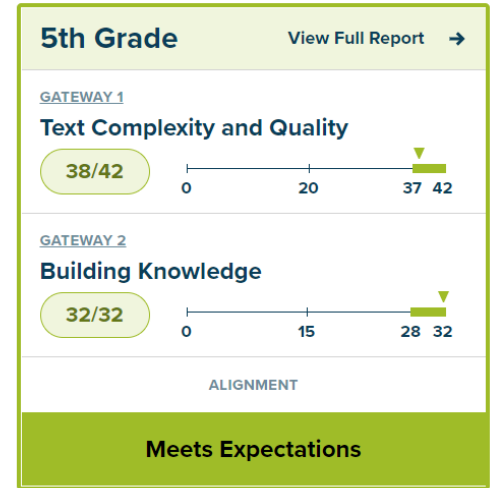 5th Grade View Full Report →
GATEWAY 1
Text Complexity and Quality
38/42
0 20 37 42
GATEWAY 2
Building Knowledge
32/32
0 15 28 32
ALIGNMENT
Meets Expectations